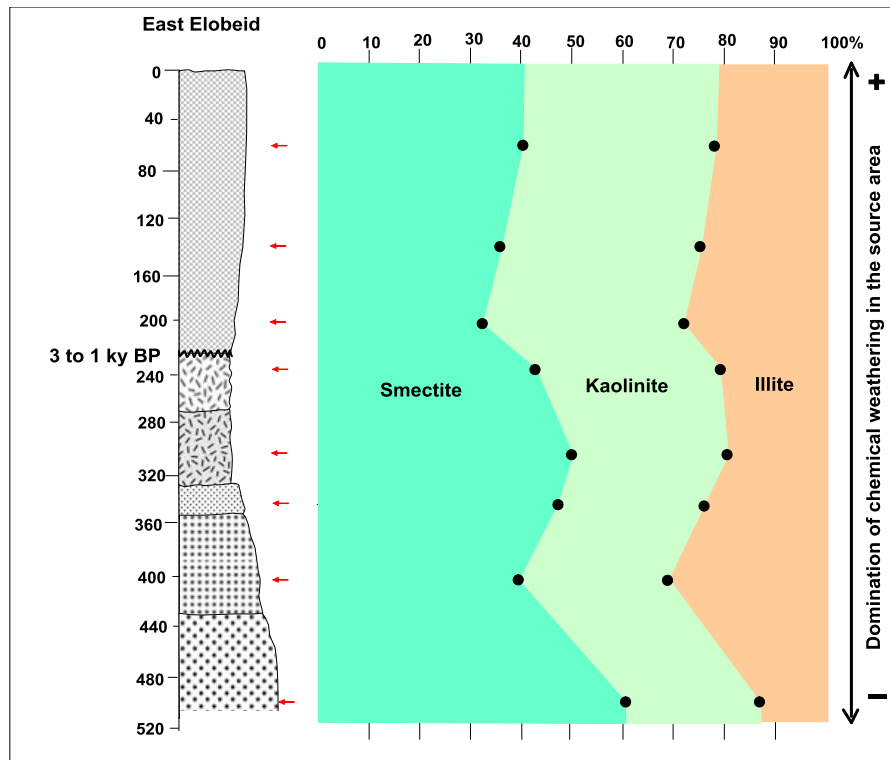 East Elobeid
0 10 20 30 40 50 60 70 80 90 100%
0
40
80
120
160
200
3 to 1 ky BP
240
280
320
360
400
440
480
520
Smectite
Kaolinite
Illite
+
Domination of chemical weathering in the source area
−